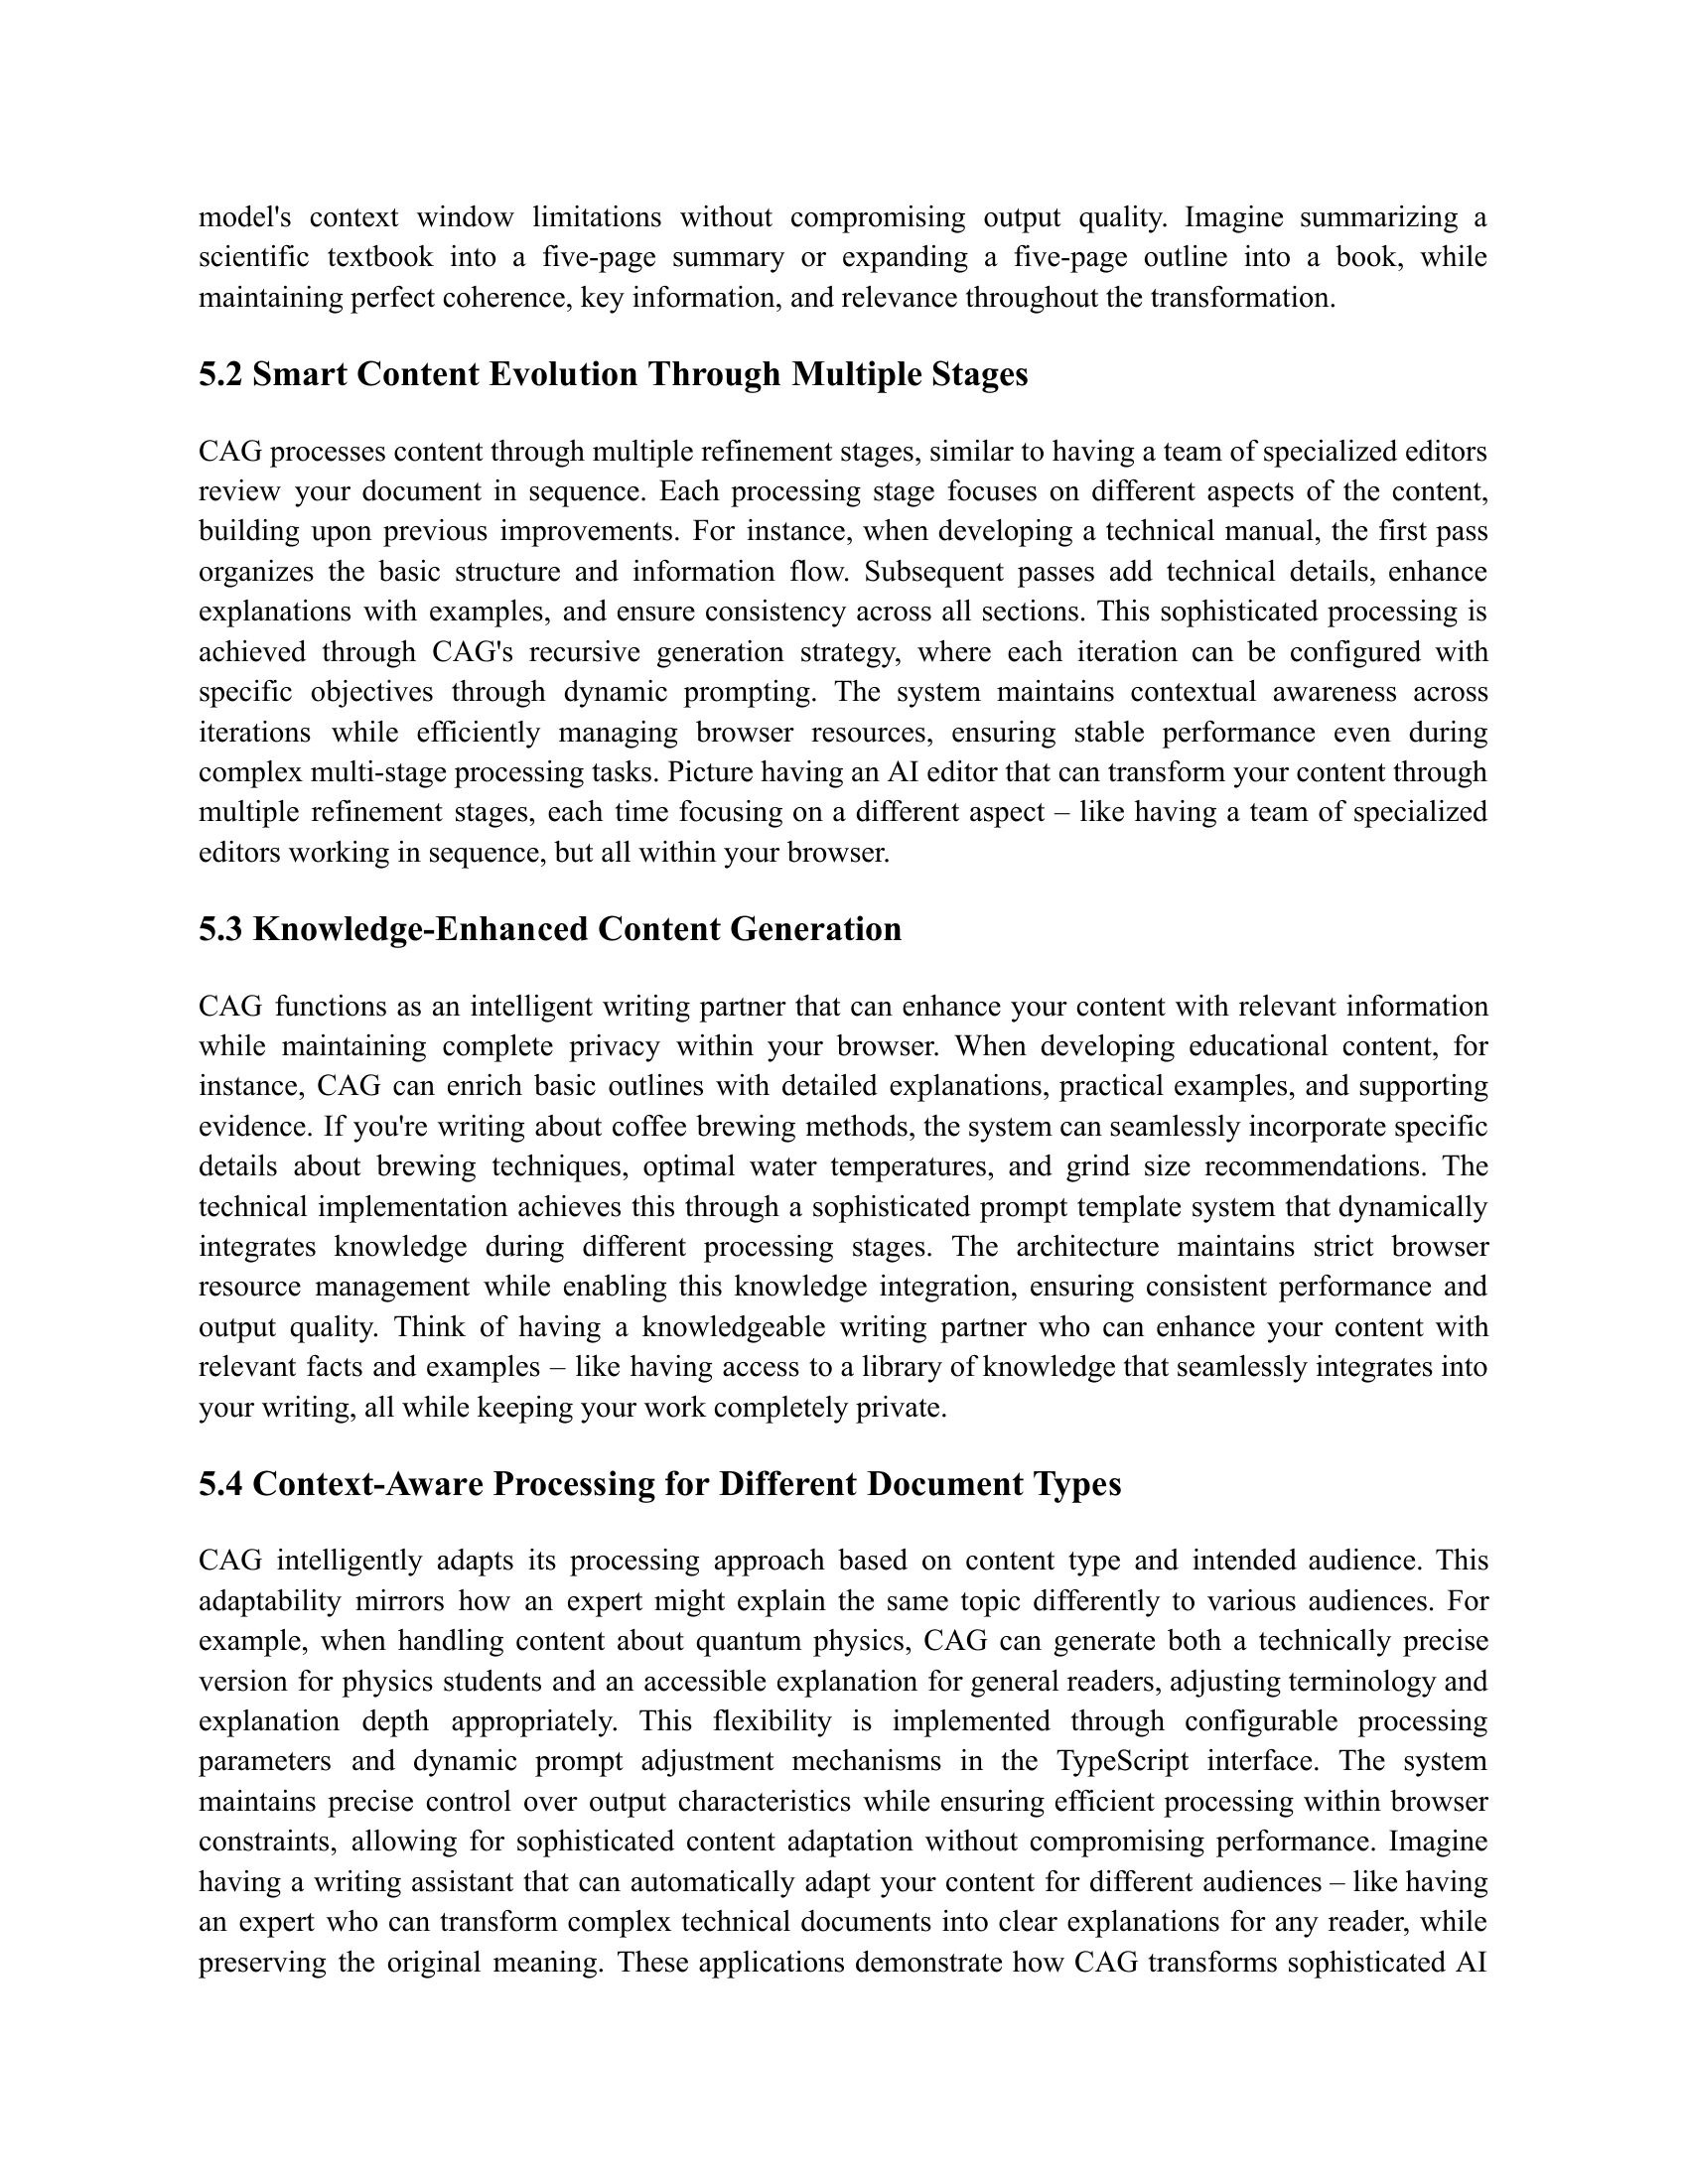 model's context window limitations without compromising output quality. Imagine summarizing a
scientific textbook into a five-page summary or expanding a five-page outline into a book, while
maintaining perfect coherence, key information, and relevance throughout the transformation.
5.2 Smart Content Evolution Through Multiple Stages
CAG processes content through multiple refinement stages, similar to having a team of specialized editors
review your document in sequence. Each processing stage focuses on different aspects of the content,
building upon previous improvements. For instance, when developing a technical manual, the first pass
organizes the basic structure and information flow. Subsequent passes add technical details, enhance
explanations with examples, and ensure consistency across all sections. This sophisticated processing is
achieved through CAG's recursive generation strategy, where each iteration can be configured with
specific objectives through dynamic prompting. The system maintains contextual awareness across
iterations while efficiently managing browser resources, ensuring stable performance even during
complex multi-stage processing tasks. Picture having an AI editor that can transform your content through
multiple refinement stages, each time focusing on a different aspect – like having a team of specialized
editors working in sequence, but all within your browser.
5.3 Knowledge-Enhanced Content Generation
CAG functions as an intelligent writing partner that can enhance your content with relevant information
while maintaining complete privacy within your browser. When developing educational content, for
instance, CAG can enrich basic outlines with detailed explanations, practical examples, and supporting
evidence. If you're writing about coffee brewing methods, the system can seamlessly incorporate specific
details about brewing techniques, optimal water temperatures, and grind size recommendations. The
technical implementation achieves this through a sophisticated prompt template system that dynamically
integrates knowledge during different processing stages. The architecture maintains strict browser
resource management while enabling this knowledge integration, ensuring consistent performance and
output quality. Think of having a knowledgeable writing partner who can enhance your content with
relevant facts and examples – like having access to a library of knowledge that seamlessly integrates into
your writing, all while keeping your work completely private.
5.4 Context-Aware Processing for Different Document Types
CAG intelligently adapts its processing approach based on content type and intended audience. This
adaptability mirrors how an expert might explain the same topic differently to various audiences. For
example, when handling content about quantum physics, CAG can generate both a technically precise
version for physics students and an accessible explanation for general readers, adjusting terminology and
explanation depth appropriately. This flexibility is implemented through configurable processing
parameters and dynamic prompt adjustment mechanisms in the TypeScript interface. The system
maintains precise control over output characteristics while ensuring efficient processing within browser
constraints, allowing for sophisticated content adaptation without compromising performance. Imagine
having a writing assistant that can automatically adapt your content for different audiences – like having
an expert who can transform complex technical documents into clear explanations for any reader, while
preserving the original meaning. These applications demonstrate how CAG transforms sophisticated AI